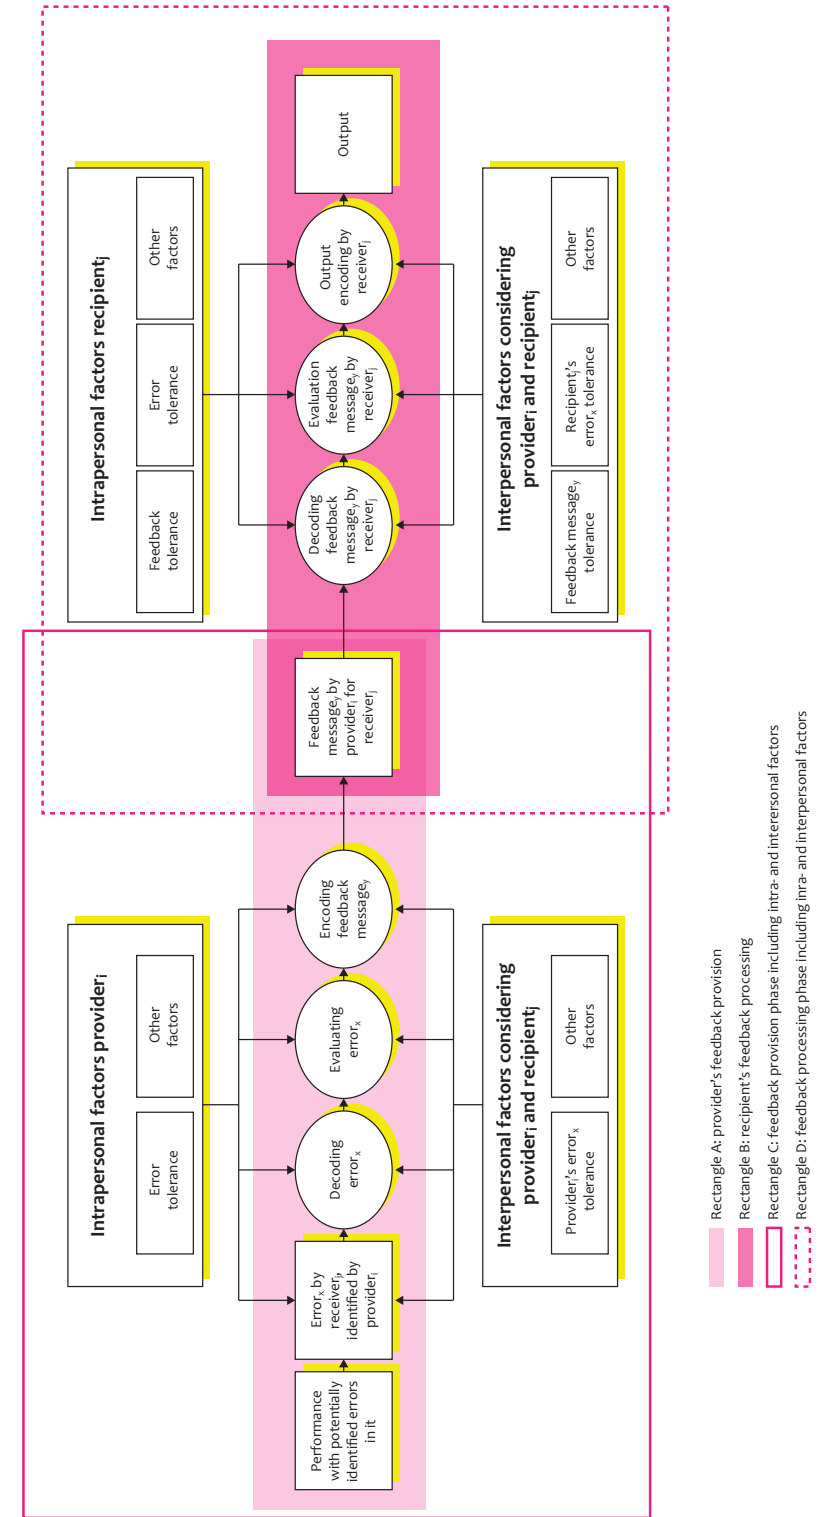 Intrapersonal factors providerᵢ
Error
tolerance
Other
factors
Intrapersonal factors recipientⱼ
Feedback
tolerance
Error
tolerance
Other
factors
Performance
with potentially
identified errors
in it
Errorₓ by
receiverⱼ,
identified by
providerᵢ
Decoding
errorₓ
Evaluating
errorₓ
Encoding
feedback
messageᵧ
Feedback
messageᵧ by
providerᵢ for
receiverⱼ
Decoding
feedback
messageᵧ by
receiverⱼ
Evaluation
feedback
messageᵧ by
receiverⱼ
Output
encoding by
receiverⱼ
Output
Interpersonal factors considering
providerᵢ and recipientⱼ
Providerᵢ's errorₓ
tolerance
Other
factors
Interpersonal factors considering
providerᵢ and recipientⱼ
Feedback messageᵧ
tolerance
Recipientⱼ's
errorₓ tolerance
Other
factors
Rectangle A: provider's feedback provision
Rectangle B: recipient's feedback processing
Rectangle C: feedback provision phase including intra- and interersonal factors
Rectangle D: feedback processing phase including inra- and interpersonal factors